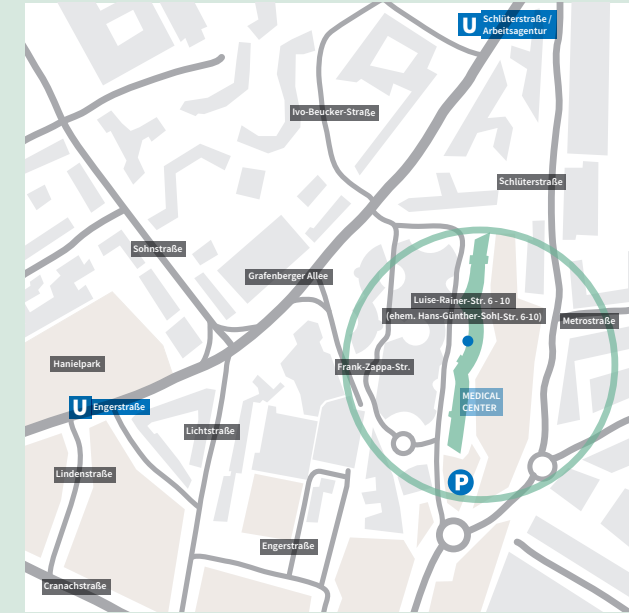 U Schlüterstraße /
Arbeitsagentur
Ivo-Beucker-Straße
Schlüterstraße
Sohnstraße
Grafenberger Allee
Luise-Rainer-Str. 6 - 10
(ehem. Hans-Günther-Sohl-Str. 6-10)
Metrostraße
Hanielpark
Frank-Zappa-Str.
MEDICAL
CENTER
U Engerstraße
Lichtstraße
Lindenstraße
P
Engerstraße
Cranachstraße